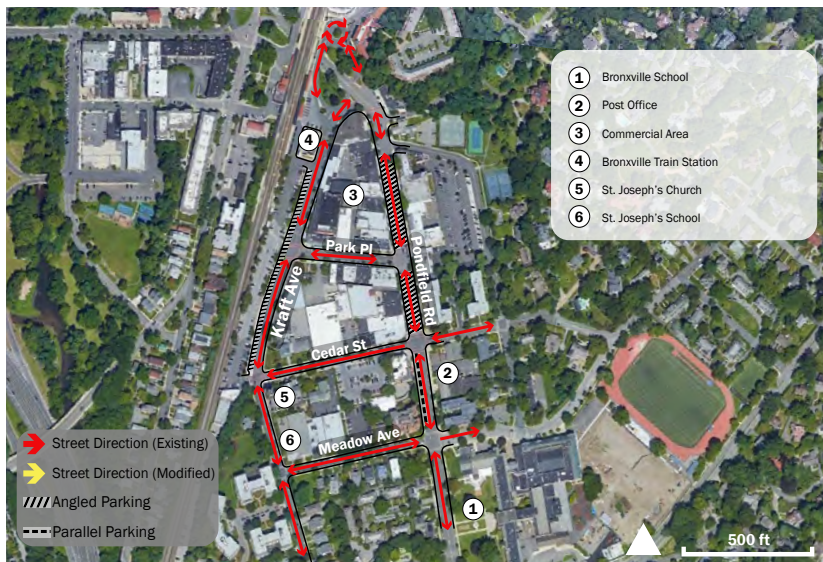 1 Bronxville School
2 Post Office
3 Commercial Area
4 Bronxville Train Station
5 St. Joseph's Church
6 St. Joseph's School
4
3
Park Pl
Pondfield Rd
Kraft Ave
Cedar St
2
5
6
Meadow Ave
1
Street Direction (Existing)
Street Direction (Modified)
Angled Parking
Parallel Parking
500 ft